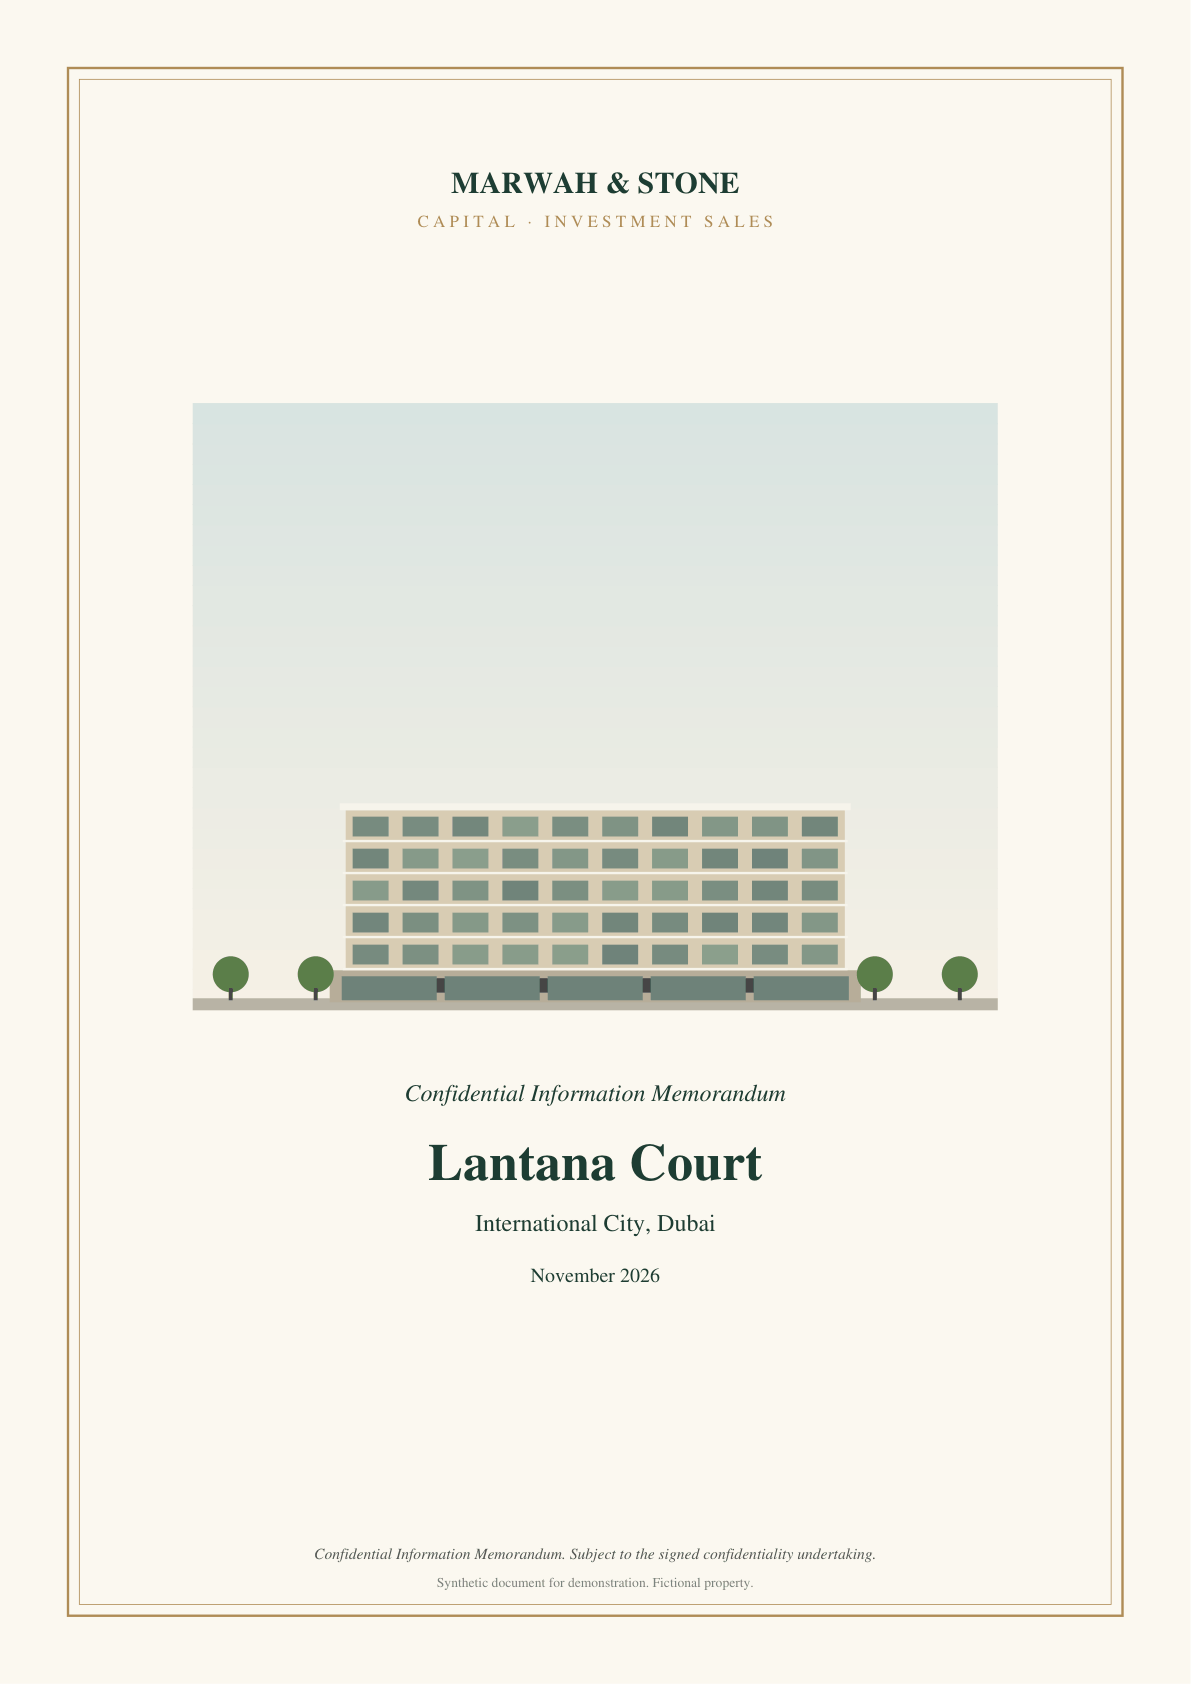 MARWAH & STONE
CAPITAL · INVESTMENT SALES
Confidential Information Memorandum
Lantana Court
International City, Dubai
November 2026
Confidential Information Memorandum. Subject to the signed confidentiality undertaking.
Synthetic document for demonstration. Fictional property.